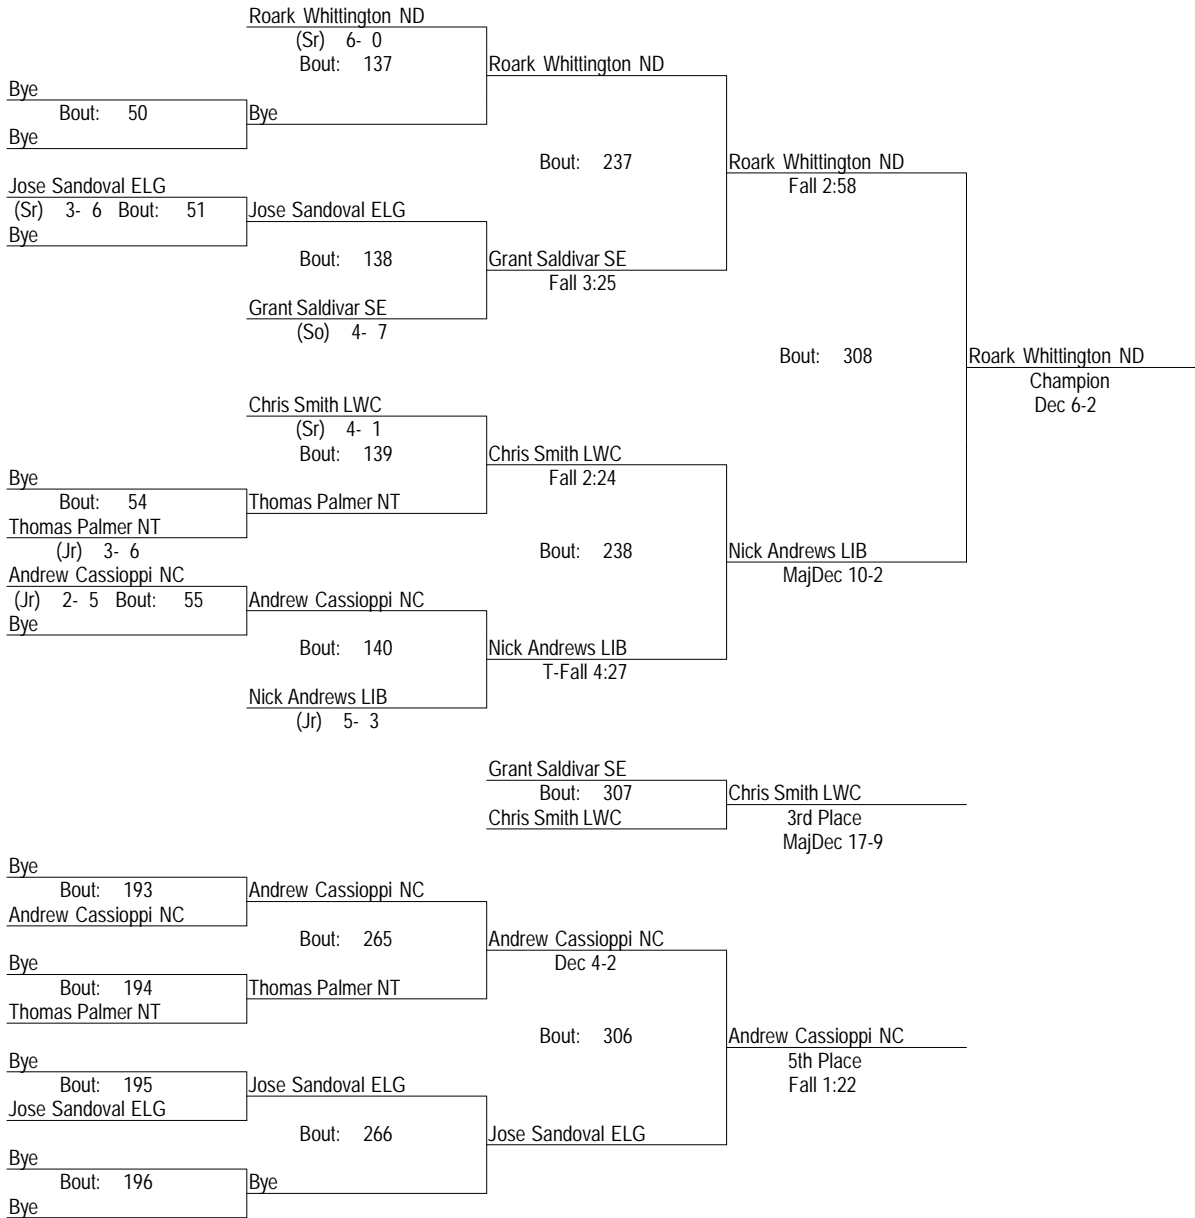 Roark Whittington ND
(Sr) 6- 0
Bout: 137
Roark Whittington ND
Bye
Bout: 50
Bye
Bye
Bout: 237
Roark Whittington ND
Fall 2:58
Jose Sandoval ELG
(Sr) 3- 6 Bout: 51
Jose Sandoval ELG
Bye
Bout: 138
Grant Saldivar SE
Fall 3:25
Grant Saldivar SE
(So) 4- 7
Bout: 308
Roark Whittington ND
Champion
Dec 6-2
Chris Smith LWC
(Sr) 4- 1
Bout: 139
Chris Smith LWC
Fall 2:24
Bye
Bout: 54
Thomas Palmer NT
Thomas Palmer NT
(Jr) 3- 6
Bout: 238
Nick Andrews LIB
MajDec 10-2
Andrew Cassioppi NC
(Jr) 2- 5 Bout: 55
Andrew Cassioppi NC
Bye
Bout: 140
Nick Andrews LIB
T-Fall 4:27
Nick Andrews LIB
(Jr) 5- 3
Grant Saldivar SE
Bout: 307
Chris Smith LWC
Chris Smith LWC
3rd Place
MajDec 17-9
Bye
Bout: 193
Andrew Cassioppi NC
Andrew Cassioppi NC
Bout: 265
Andrew Cassioppi NC
Dec 4-2
Bye
Bout: 194
Thomas Palmer NT
Thomas Palmer NT
Bout: 306
Andrew Cassioppi NC
5th Place
Fall 1:22
Bye
Bout: 195
Jose Sandoval ELG
Jose Sandoval ELG
Bout: 266
Jose Sandoval ELG
Bye
Bout: 196
Bye
Bye